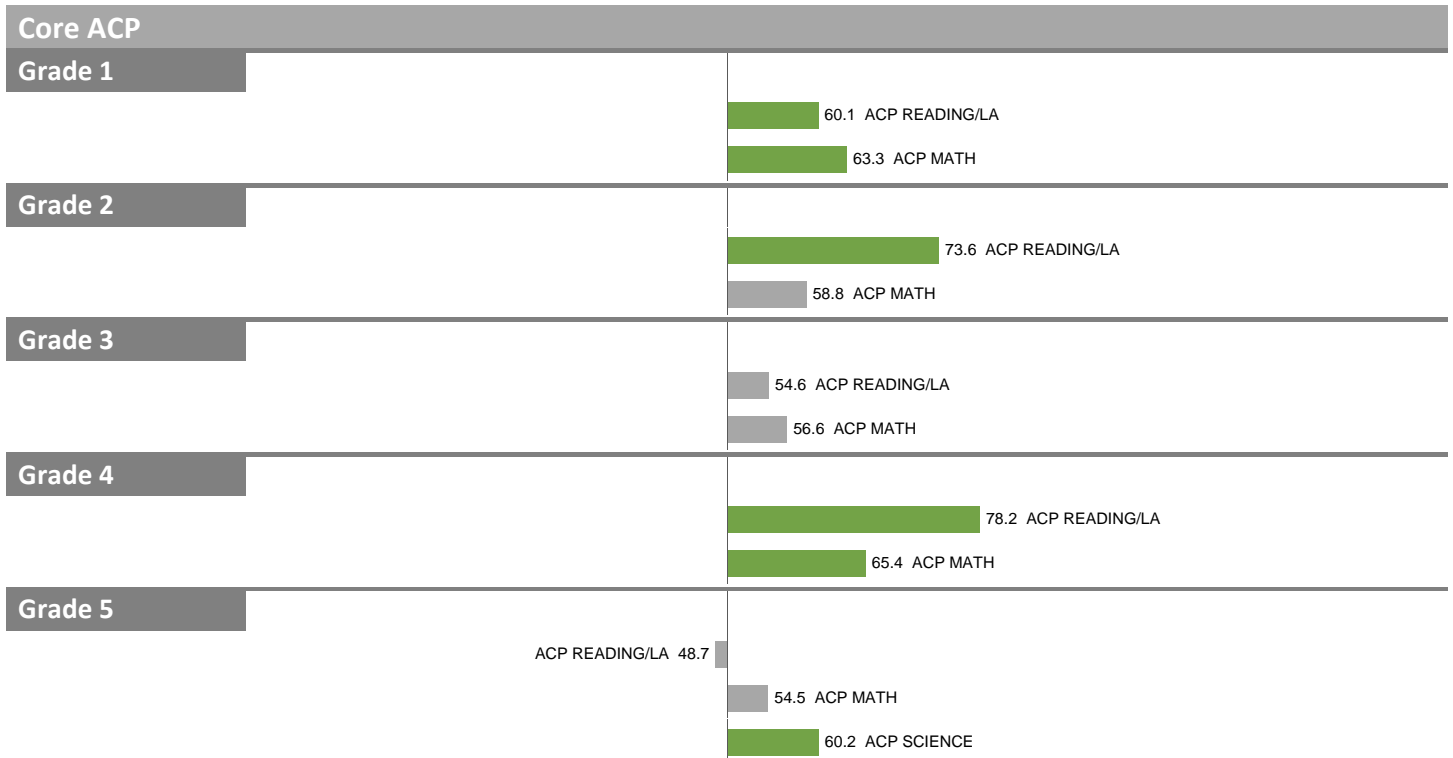 Core ACP
Grade 1
60.1 ACP READING/LA
63.3 ACP MATH
Grade 2
73.6 ACP READING/LA
58.8 ACP MATH
Grade 3
54.6 ACP READING/LA
56.6 ACP MATH
Grade 4
78.2 ACP READING/LA
65.4 ACP MATH
Grade 5
ACP READING/LA 48.7
54.5 ACP MATH
60.2 ACP SCIENCE